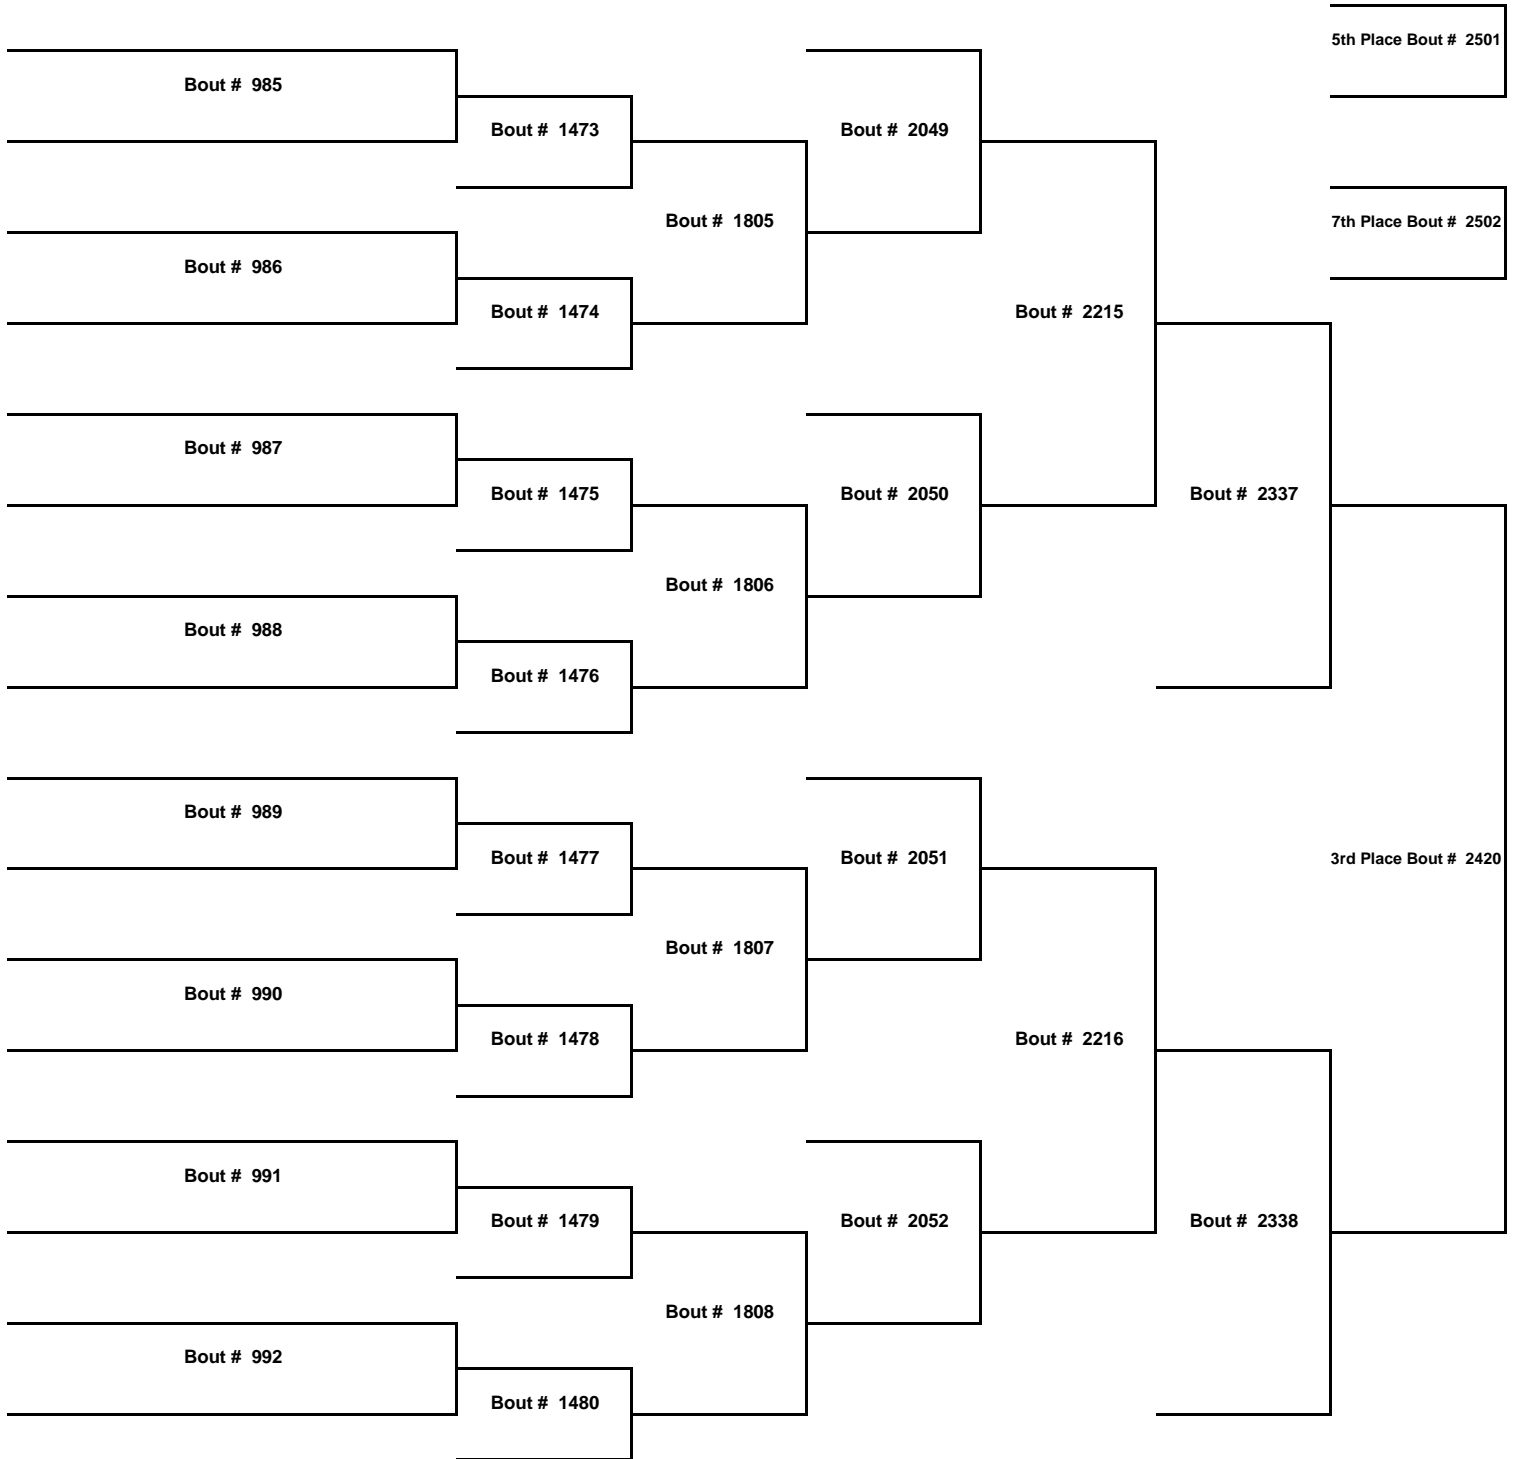 5th Place Bout # 2501
Bout # 985
Bout # 1473
Bout # 2049
Bout # 1805
7th Place Bout # 2502
Bout # 986
Bout # 1474
Bout # 2215
Bout # 987
Bout # 1475
Bout # 2050
Bout # 2337
Bout # 1806
Bout # 988
Bout # 1476
Bout # 989
Bout # 1477
Bout # 2051
3rd Place Bout # 2420
Bout # 1807
Bout # 990
Bout # 1478
Bout # 2216
Bout # 991
Bout # 1479
Bout # 2052
Bout # 2338
Bout # 1808
Bout # 992
Bout # 1480